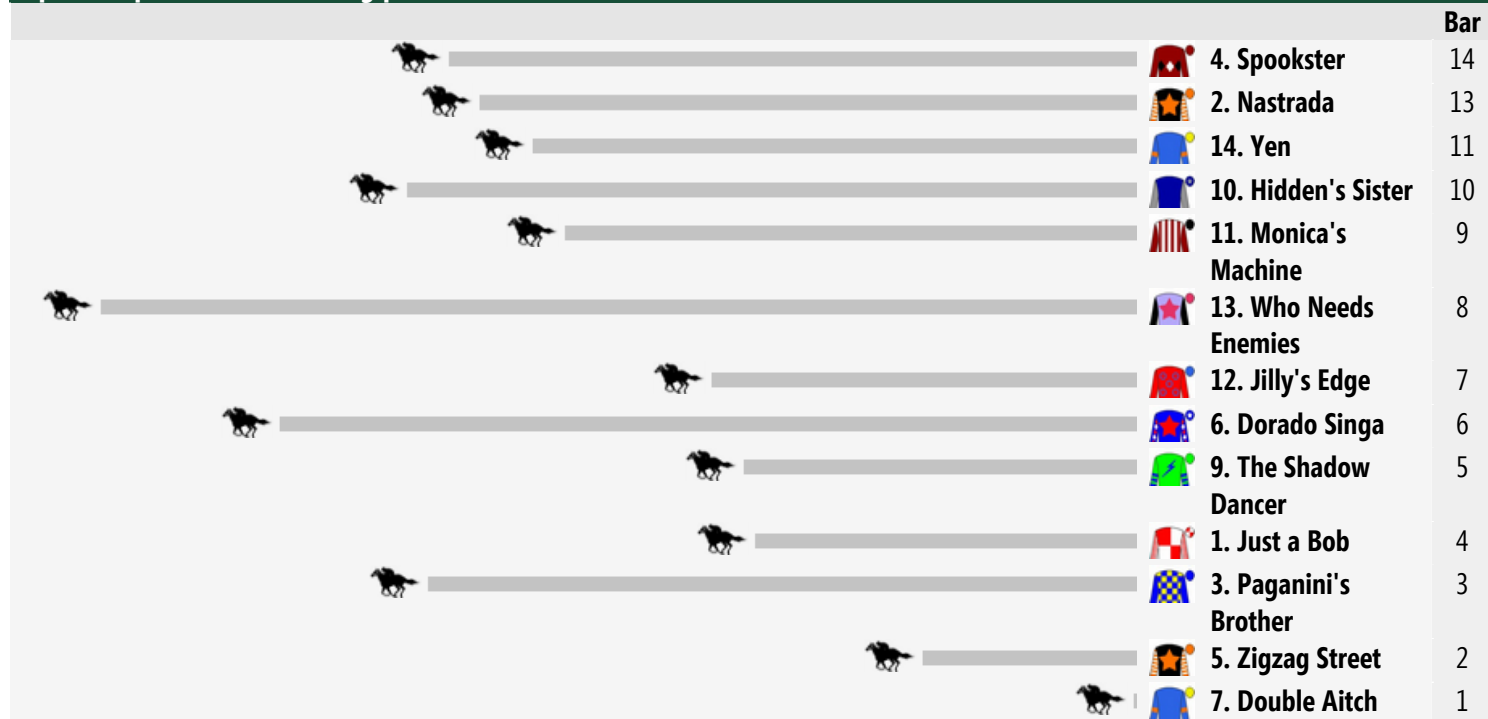 Bar
4. Spookster 14
2. Nastrada 13
14. Yen 11
10. Hidden's Sister 10
11. Monica's 9
Machine
13. Who Needs 8
Enemies
12. Jilly's Edge 7
6. Dorado Singa 6
9. The Shadow 5
Dancer
1. Just a Bob 4
3. Paganini's 3
Brother
5. Zigzag Street 2
7. Double Aitch 1